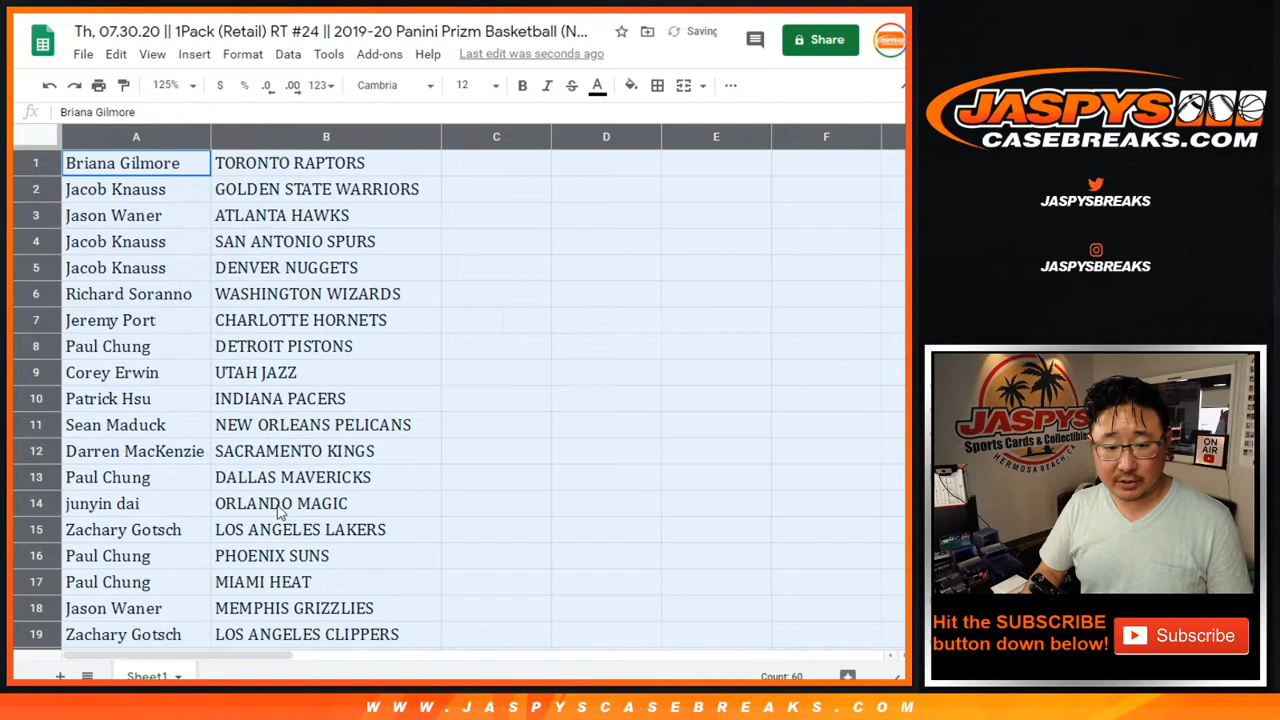 Th, 07.30.20 || 1Pack (Retail) RT #24 || 2019-20 Panini Prizm Basketball (N...
Saving
Share
File Edit View Insert Format Data Tools Add-ons Help Last edit was seconds ago
125% $ % .0 .00 123 Cambria 12 B I S A
fx Briana Gilmore
A B C D E F
1 Briana Gilmore TORONTO RAPTORS
2 Jacob Knauss GOLDEN STATE WARRIORS
3 Jason Waner ATLANTA HAWKS
4 Jacob Knauss SAN ANTONIO SPURS
5 Jacob Knauss DENVER NUGGETS
6 Richard Soranno WASHINGTON WIZARDS
7 Jeremy Port CHARLOTTE HORNETS
8 Paul Chung DETROIT PISTONS
9 Corey Erwin UTAH JAZZ
10 Patrick Hsu INDIANA PACERS
11 Sean Maduck NEW ORLEANS PELICANS
12 Darren MacKenzie SACRAMENTO KINGS
13 Paul Chung DALLAS MAVERICKS
14 junyin dai ORLANDO MAGIC
15 Zachary Gotsch LOS ANGELES LAKERS
16 Paul Chung PHOENIX SUNS
17 Paul Chung MIAMI HEAT
18 Jason Waner MEMPHIS GRIZZLIES
19 Zachary Gotsch LOS ANGELES CLIPPERS
Sheet1
Count: 60
JASPYS
CASEBREAKS.COM
JASPYSBREAKS
JASPYSBREAKS
JASPYS
Sports Cards & Collectibles
HERMOSA BEACH, CA
ON AIR
Hit the SUBSCRIBE
button down below!
Subscribe
WWW.JASPYSCASEBREAKS.COM